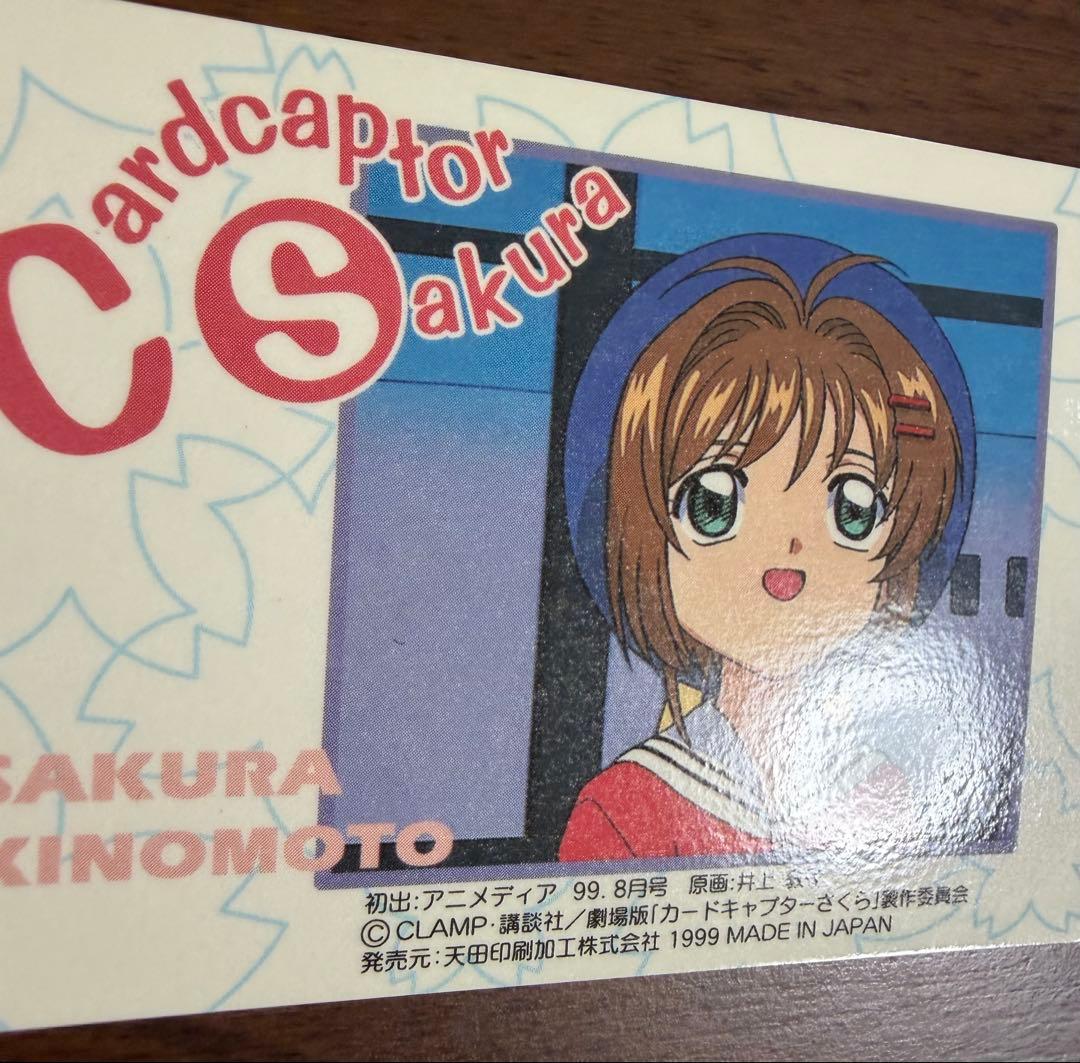 Cardcaptor
Sakura
SAKURA
KINOMOTO
初出:アニメディア 99. 8月号 原画:井上
©CLAMP・講談社/劇場版「カードキャプターさくら」製作委員会
発売元:天田印刷加工株式会社 1999 MADE IN JAPAN